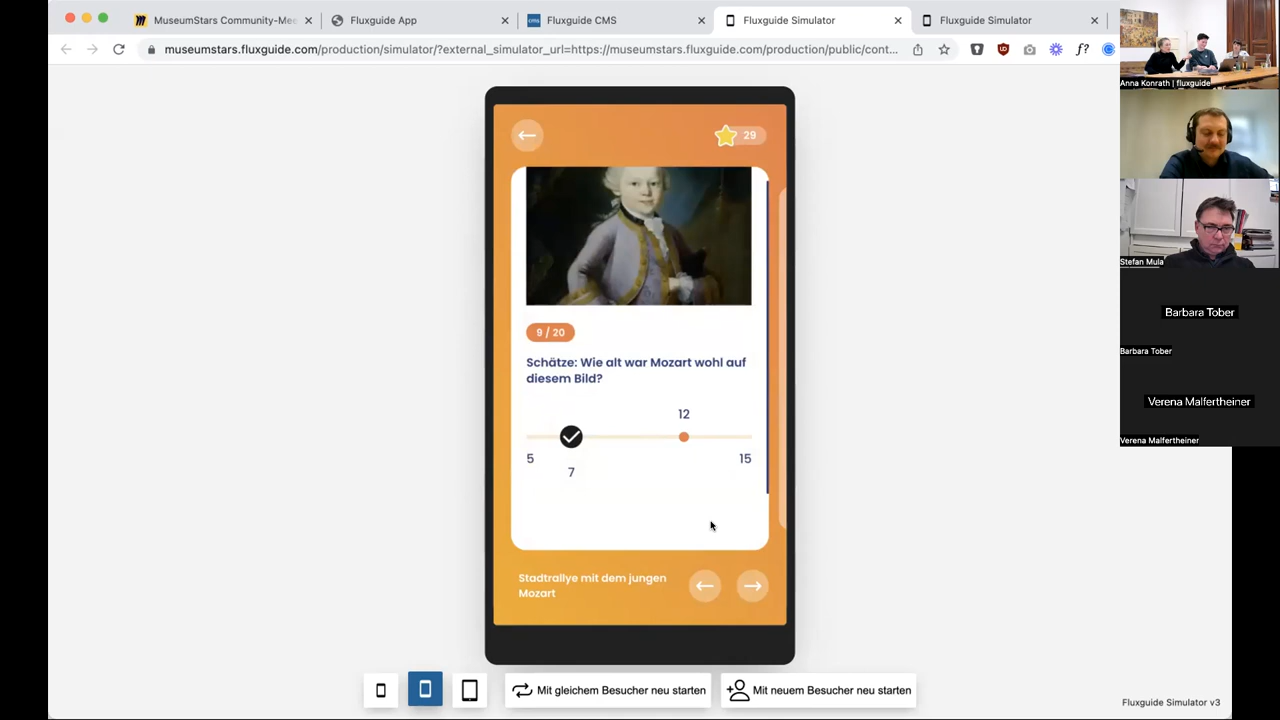 MuseumStars Community-Mee
Fluxguide App
Fluxguide CMS
Fluxguide Simulator
Fluxguide Simulator
museumstars.fluxguide.com/production/simulator/?external_simulator_url=https://museumstars.fluxguide.com/production/public/cont...
f?
Anna Konrath | fluxguide
Stefan Mula
Barbara Tober
Barbara Tober
Verena Malfertheiner
Verena Malfertheiner
29
9 / 20
Schätze: Wie alt war Mozart wohl auf
diesem Bild?
12
5
15
7
Stadtrallye mit dem jungen
Mozart
Mit gleichem Besucher neu starten
Mit neuem Besucher neu starten
Fluxguide Simulator v3